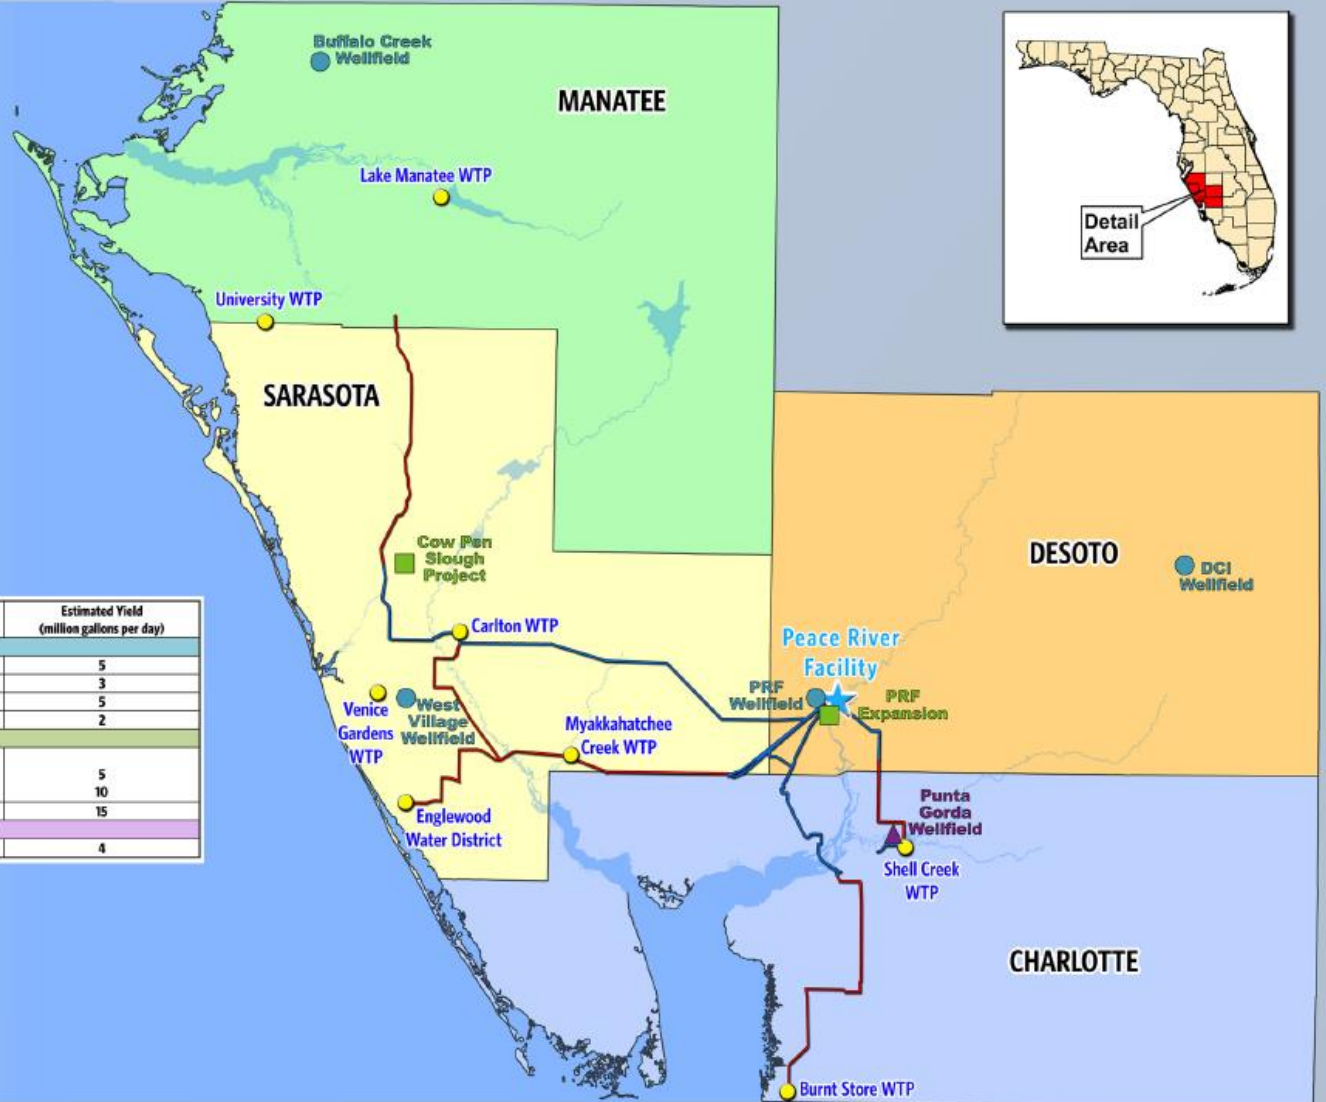 Buffalo Creek
Wellfield
MANATEE
Lake Manatee WTP
Detail
Area
University WTP
SARASOTA
Cow Pen
Slough
Project
DESOTO
DCI
Wellfield
Estimated Yield
(million gallons per day)
5
3
5
2
5
10
15
4
Carlton WTP
Peace River
Facility
PRF
Wellfield
PRF
Expansion
Venice
Gardens
WTP
West
Village
Wellfield
Myakkahatchee
Creek WTP
Englewood
Water District
Punta
Gorda
Wellfield
Shell Creek
WTP
CHARLOTTE
Burnt Store WTP